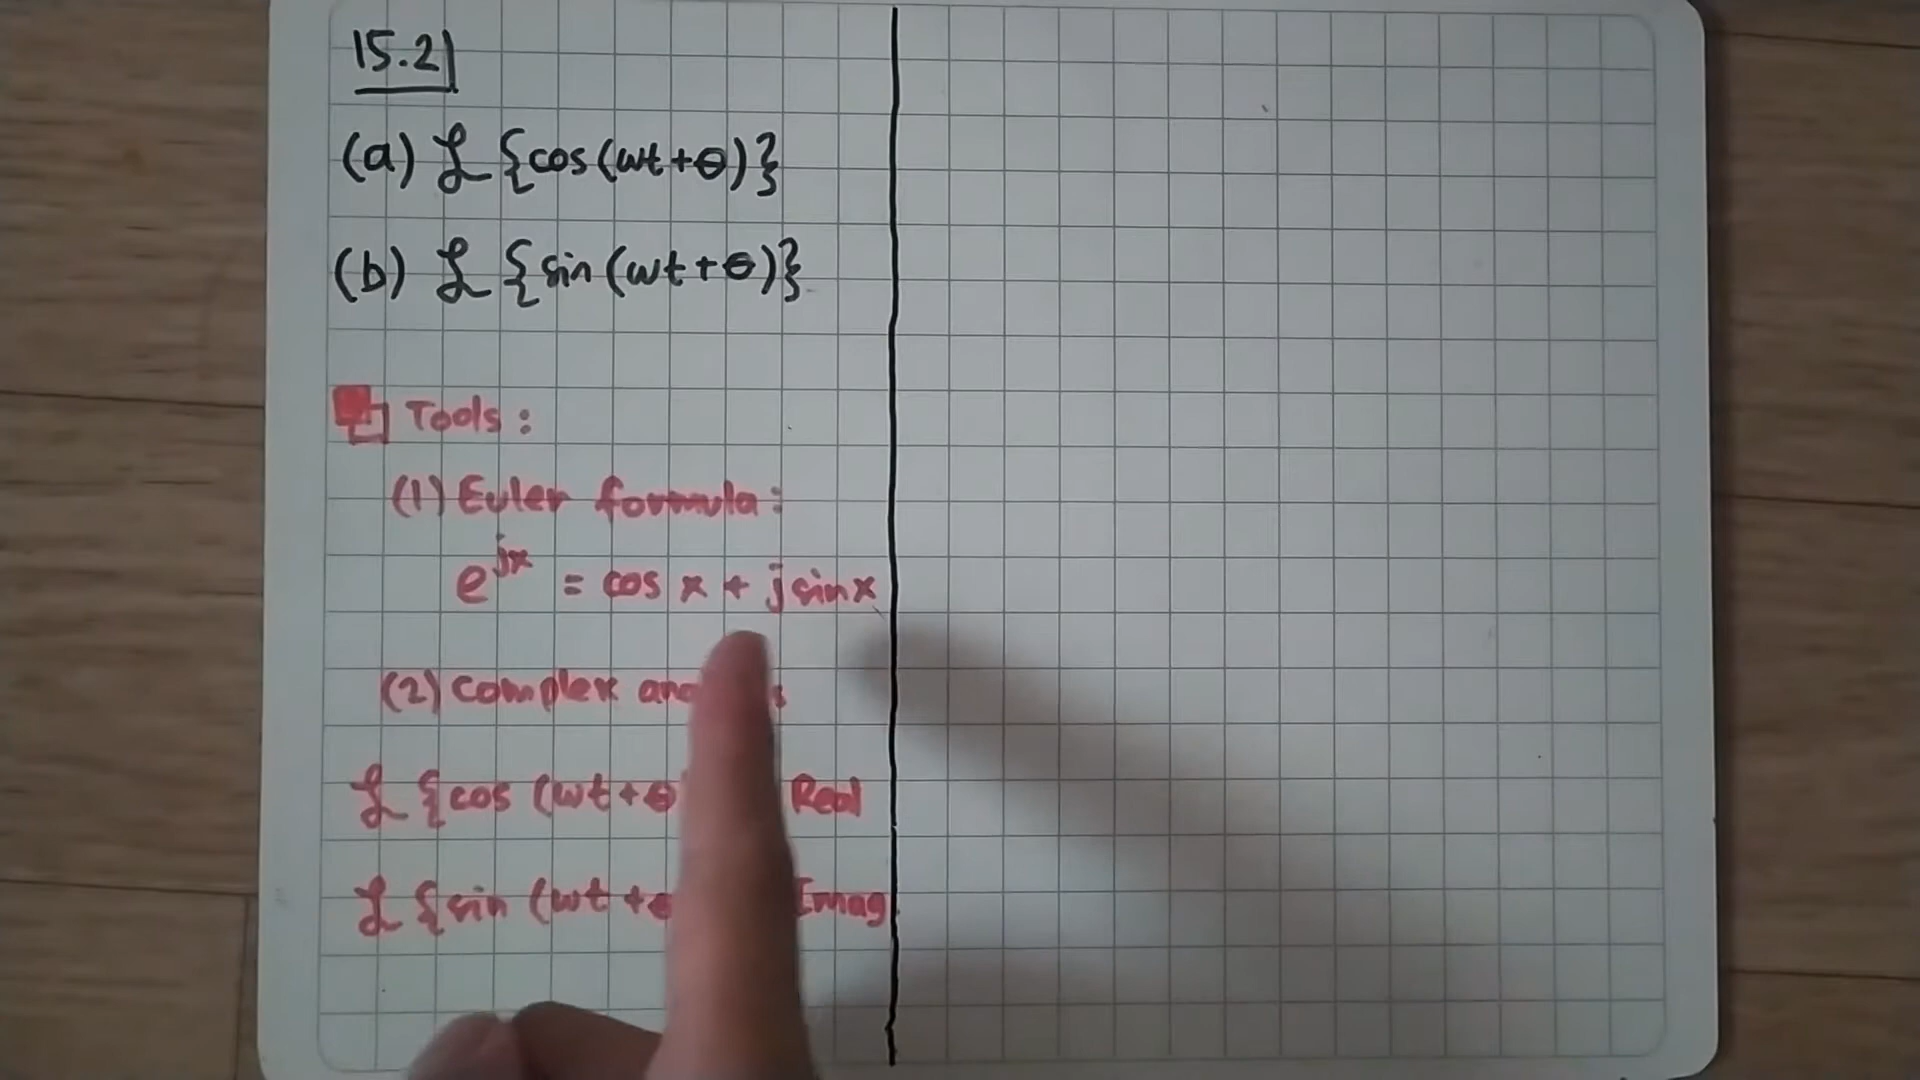 15.2
(a) ℒ {cos(ωt+θ)}
(b) ℒ {sin(ωt+θ)}
Tools:
(1) Euler formula:
e^jx = cos x + j sin x
(2) Complex
ℒ {cos (ωt+θ Real
ℒ {sin (ωt+θ Imag